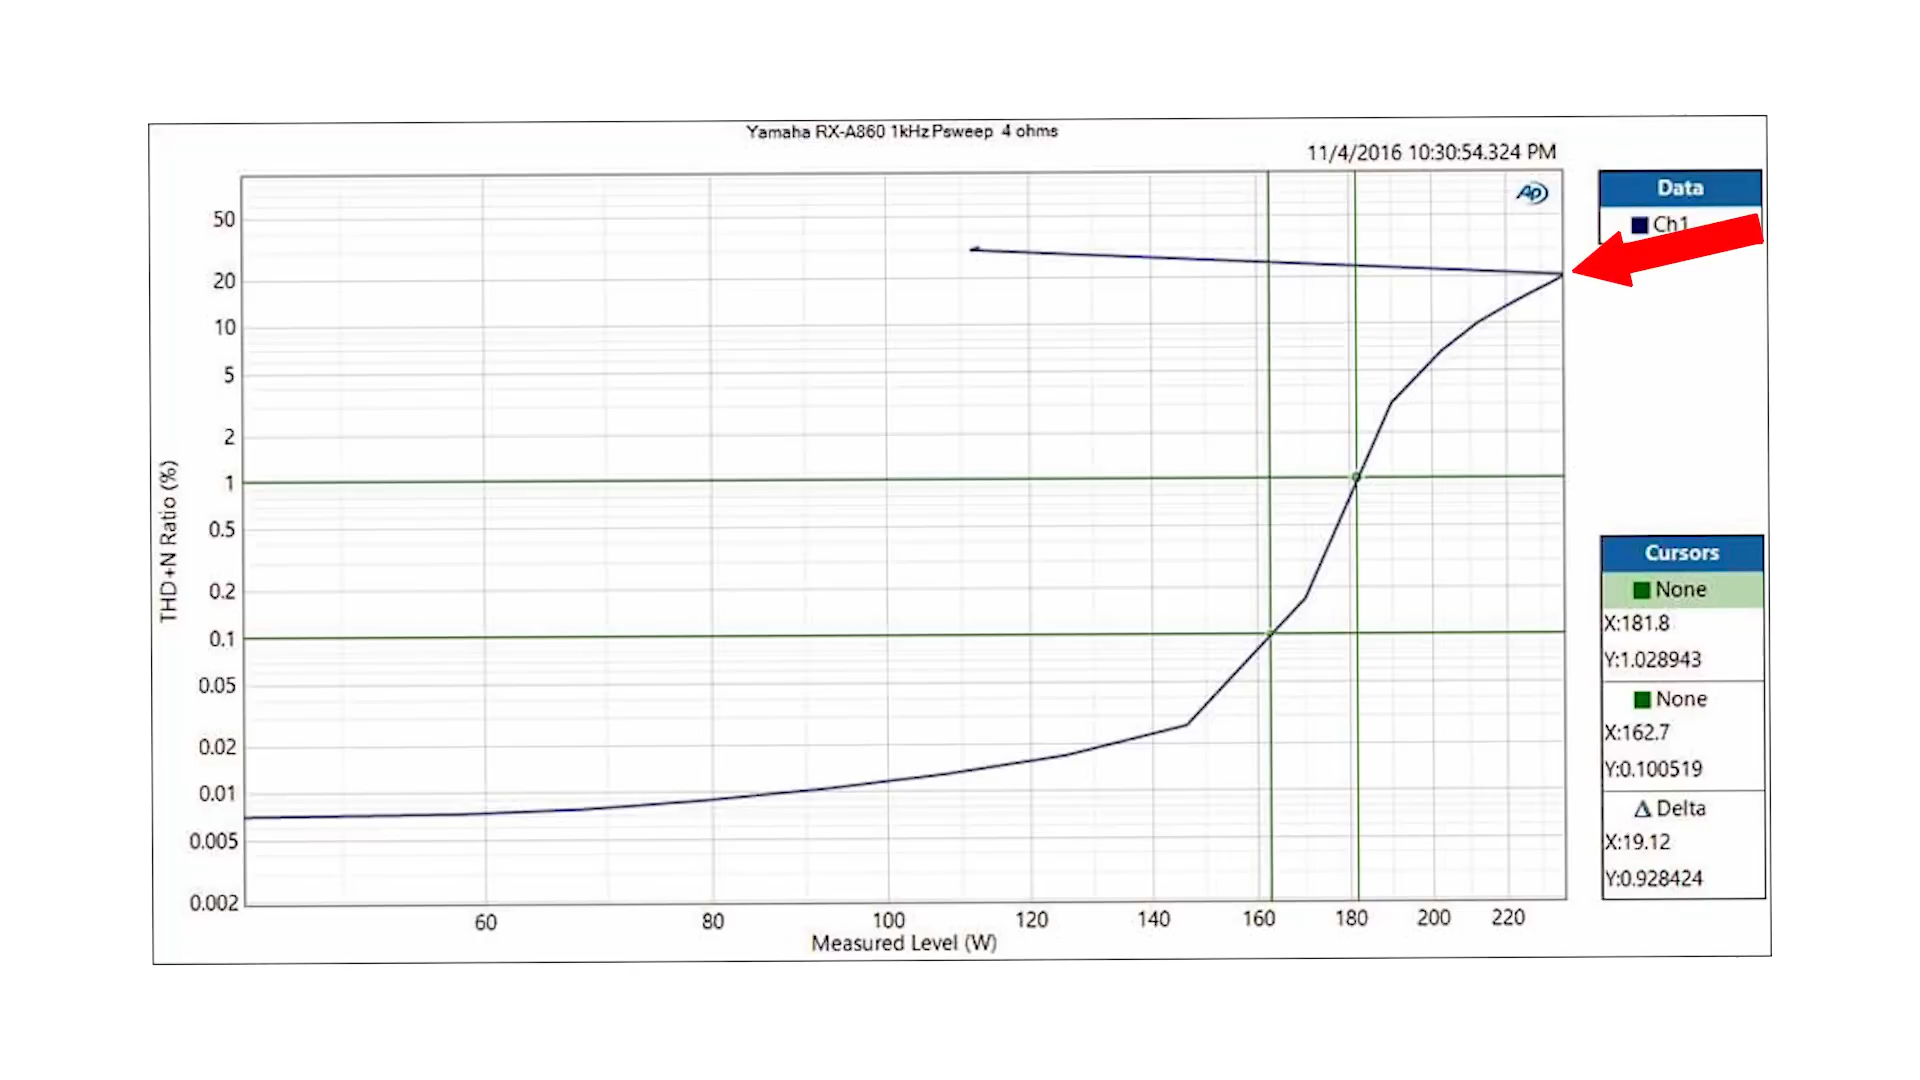 Yamaha RX-A860 1kHz Psweep 4 ohms
11/4/2016 10:30:54.324 PM
AP
Data
Ch1
50
20
10
5
2
1
0.5
0.2
0.1
0.05
0.02
0.01
0.005
0.002
THD+N Ratio (%)
60 80 100 120 140 160 180 200 220
Measured Level (W)
Cursors
None
X:181.8
Y:1.028943
None
X:162.7
Y:0.100519
Δ Delta
X:19.12
Y:0.928424